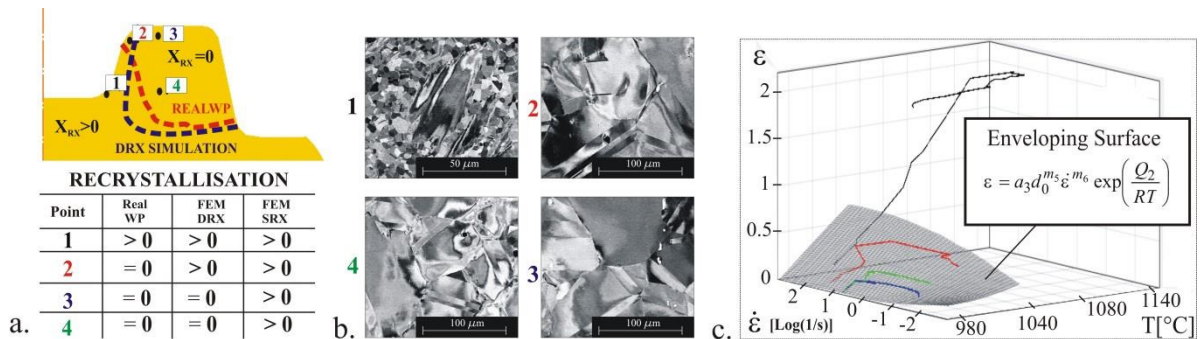 2 3
X_RX=0
1
4
REALWP
X_RX>0
DRX SIMULATION
RECRYSTALLISATION
Point Real WP FEM DRX FEM SRX
1 > 0 > 0 > 0
2 = 0 > 0 > 0
3 = 0 = 0 > 0
4 = 0 = 0 > 0
a.
1
50 µm
2
100 µm
4
100 µm
3
100 µm
b.
ε
2
1.5
1
0.5
0
Enveloping Surface
ε = a₃d₀^{m₅}ε̇^{m₆} exp(Q₂/RT)
2 1 0 -1 -2
ε̇ [Log(1/s)]
980 1040 1080 1140
T[°C]
c.